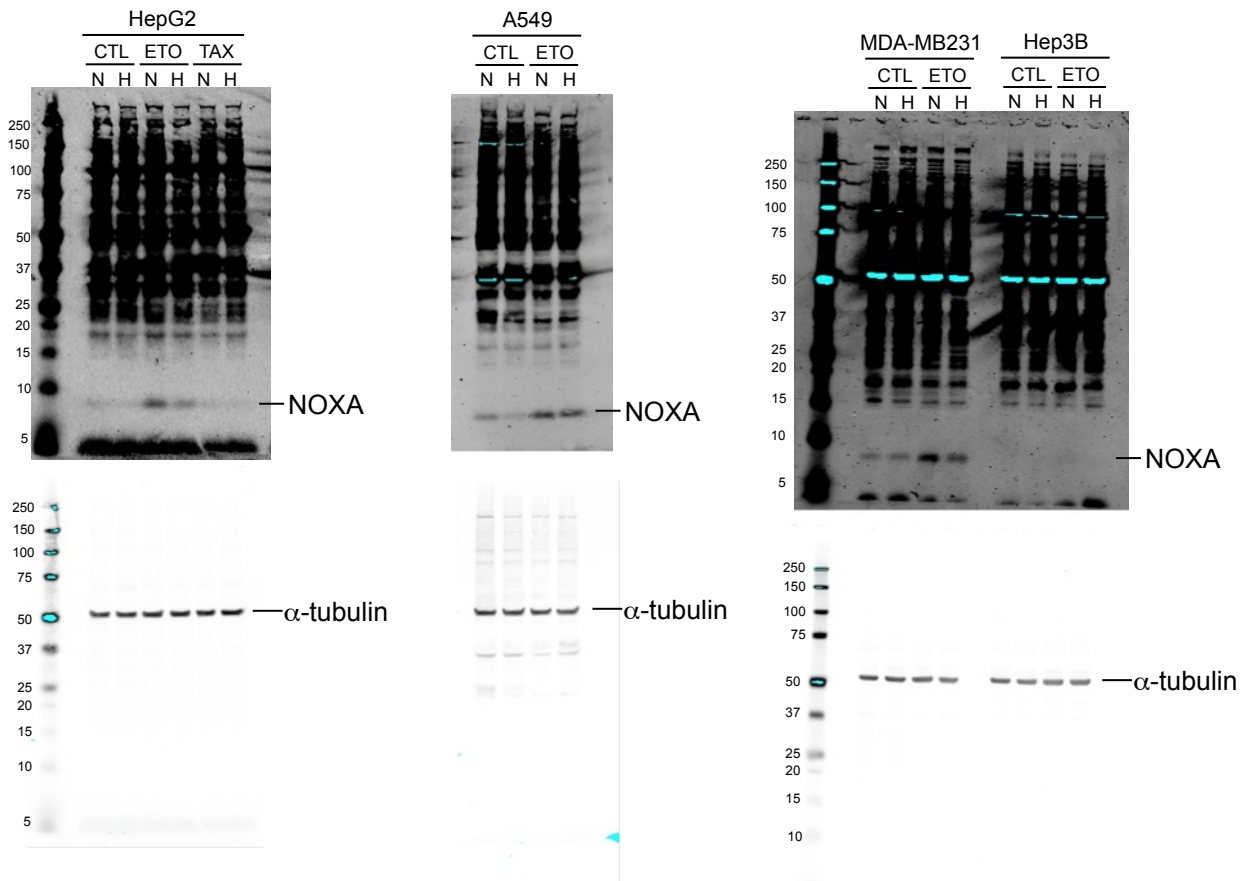 HepG2
CTL ETO TAX
N H N H N H
250
150
100
75
50
37
25
20
15
10
5
NOXA
250
150
100
75
50
37
25
20
15
10
5
α-tubulin
A549
CTL ETO
N H N H
NOXA
α-tubulin
MDA-MB231 Hep3B
CTL ETO CTL ETO
N H N H N H N H
250
150
100
75
50
37
25
20
15
10
5
NOXA
250
150
100
75
50
37
25
20
15
10
α-tubulin